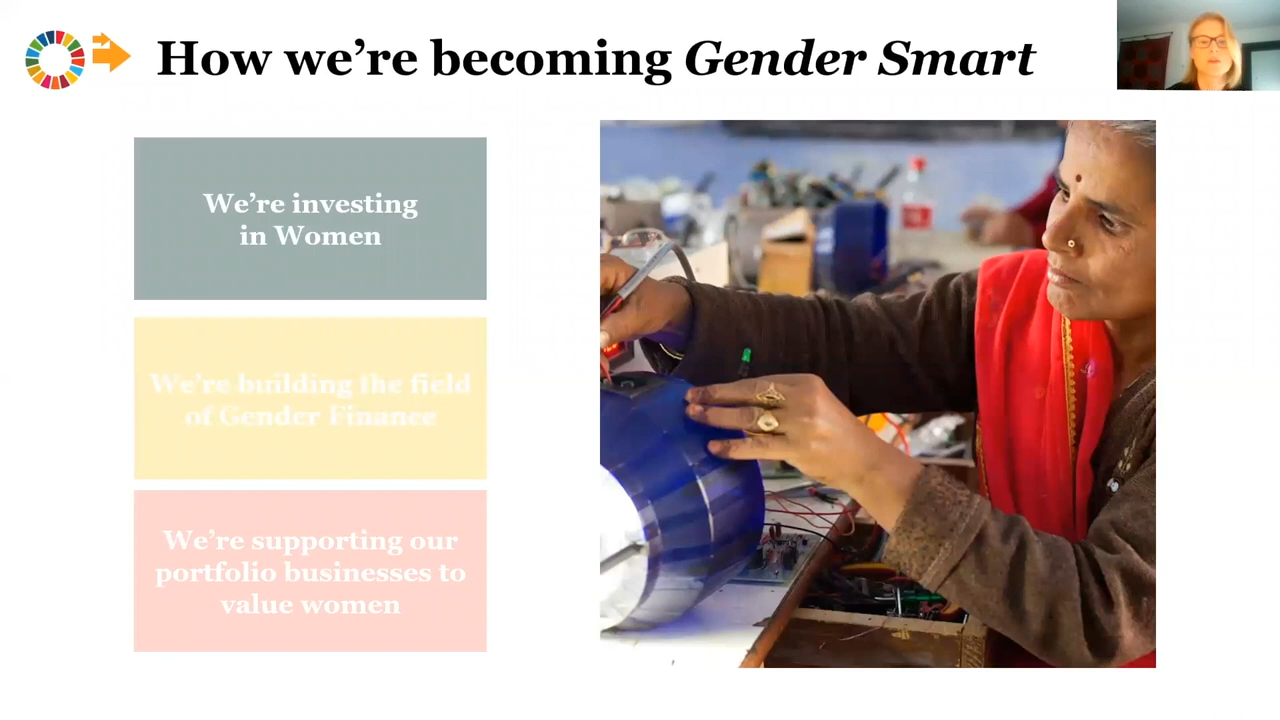 How we're becoming Gender Smart
We're investing
in Women
We're building the field
of Gender Finance
We're supporting our
portfolio businesses to
value women